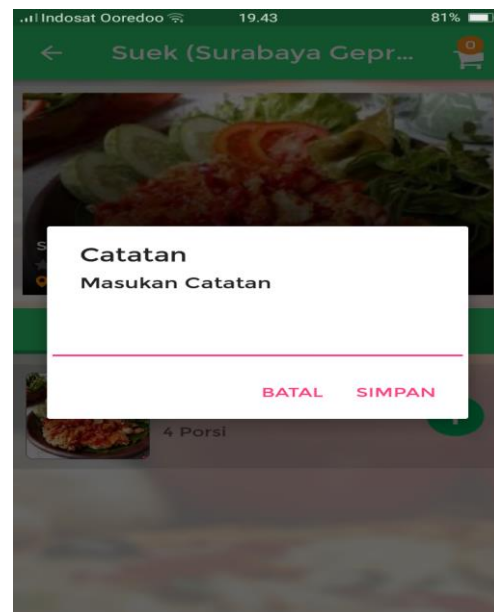 Indosat Ooredoo 19.43 81%
Suek (Surabaya Gepr...
0
Catatan
Masukan Catatan
BATAL SIMPAN
4 Porsi